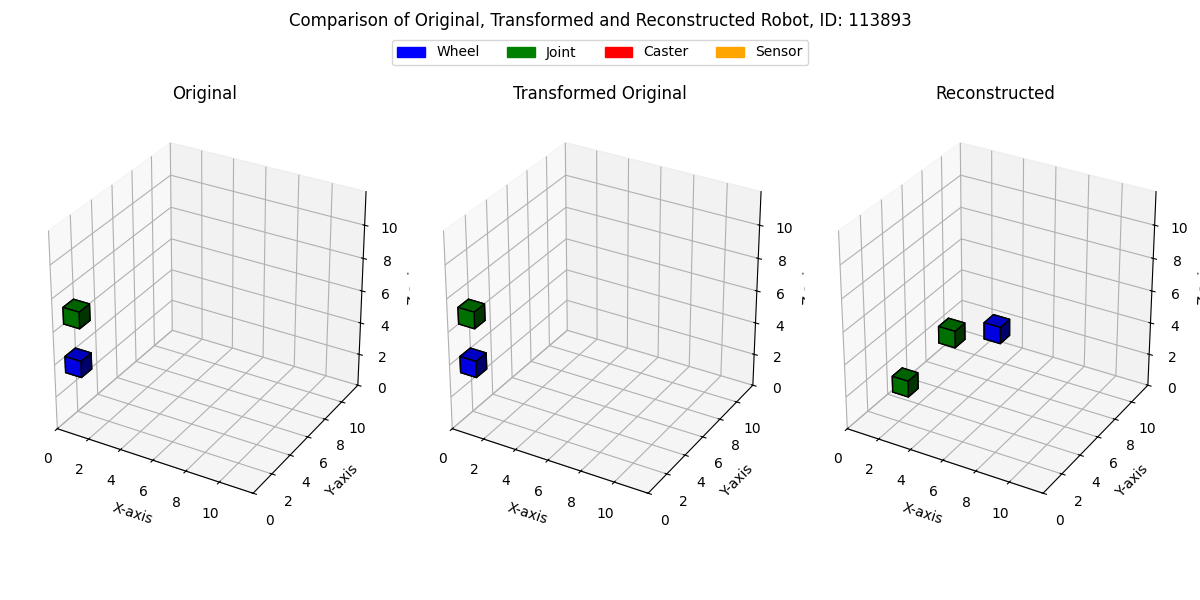 Comparison of Original, Transformed and Reconstructed Robot, ID: 113893
Wheel Joint Caster Sensor
Original
Transformed Original
Reconstructed
0 2 4 6 8 10
X-axis
0 2 4 6 8 10
Y-axis
0 2 4 6 8 10
0 2 4 6 8 10
X-axis
0 2 4 6 8 10
Y-axis
0 2 4 6 8 10
0 2 4 6 8 10
X-axis
0 2 4 6 8 10
Y-axis
0 2 4 6 8 10